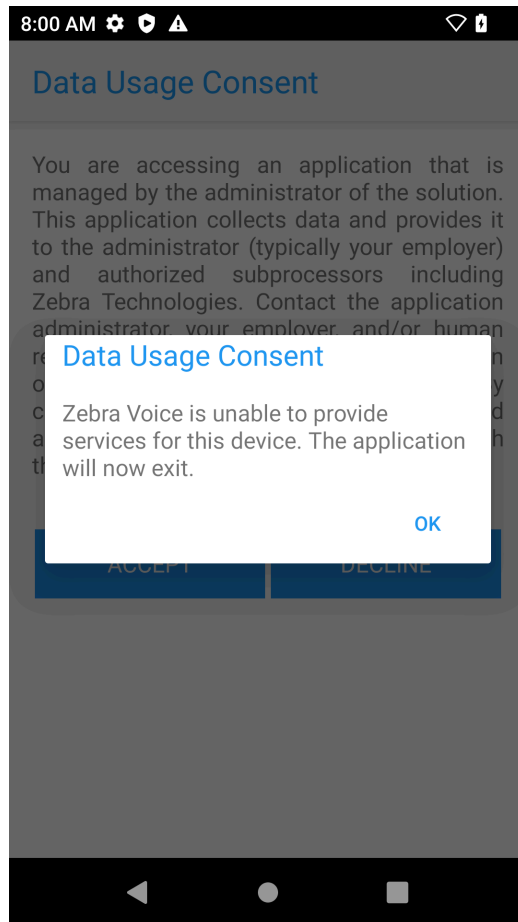 8:00 AM
Data Usage Consent
You are accessing an application that is
managed by the administrator of the solution.
This application collects data and provides it
to the administrator (typically your employer)
and authorized subprocessors including
Zebra Technologies. Contact the application
administrator, your employer, and/or human
Data Usage Consent
Zebra Voice is unable to provide
services for this device. The application
will now exit.
OK
ACCEPT
DECLINE